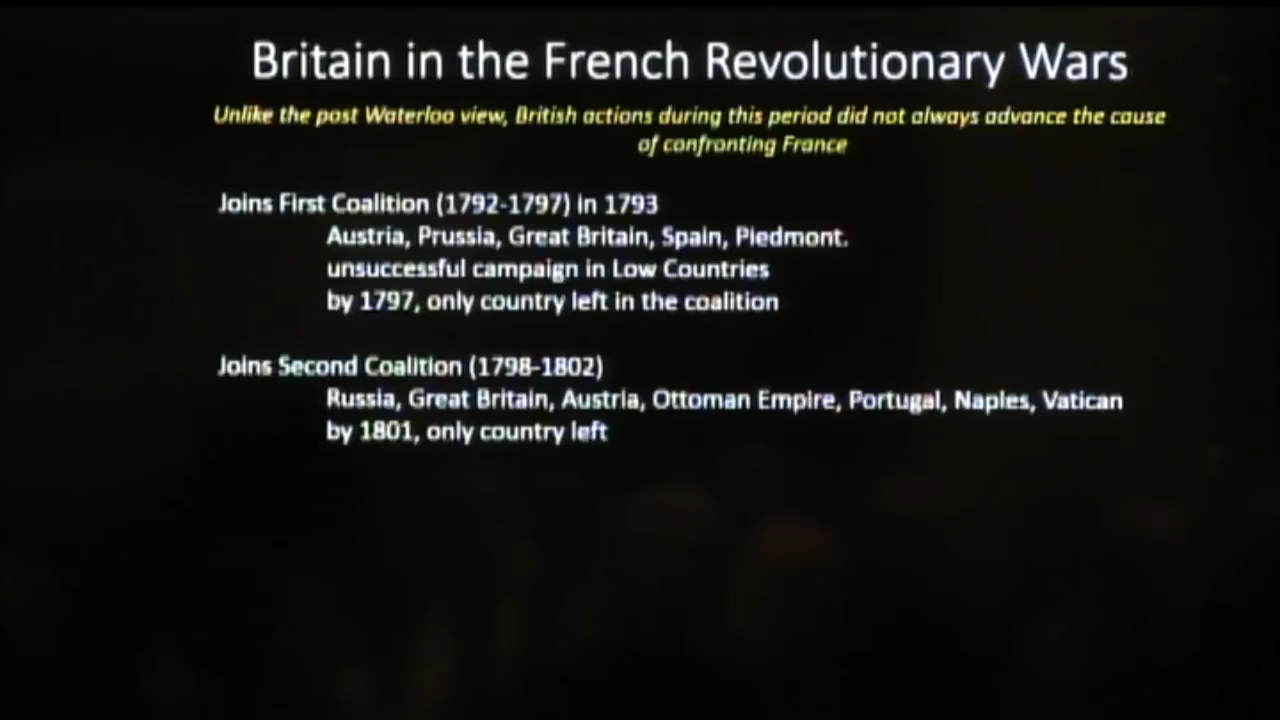 Britain in the French Revolutionary Wars
Unlike the post Waterloo view, British actions during this period did not always advance the cause
of confronting France
Joins First Coalition (1792-1797) in 1793
Austria, Prussia, Great Britain, Spain, Piedmont.
unsuccessful campaign in Low Countries
by 1797, only country left in the coalition
Joins Second Coalition (1798-1802)
Russia, Great Britain, Austria, Ottoman Empire, Portugal, Naples, Vatican
by 1801, only country left